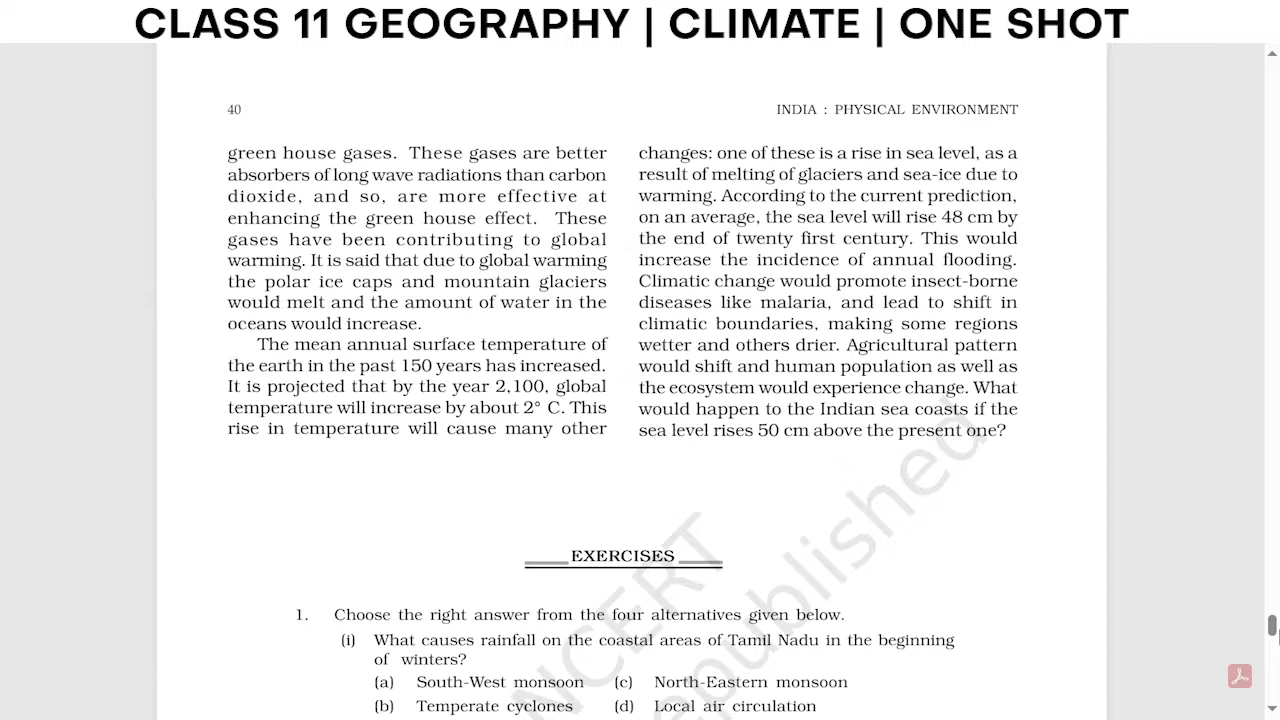 CLASS 11 GEOGRAPHY | CLIMATE | ONE SHOT
40
INDIA : PHYSICAL ENVIRONMENT
green house gases. These gases are better
absorbers of long wave radiations than carbon
dioxide, and so, are more effective at
enhancing the green house effect. These
gases have been contributing to global
warming. It is said that due to global warming
the polar ice caps and mountain glaciers
would melt and the amount of water in the
oceans would increase.
The mean annual surface temperature of
the earth in the past 150 years has increased.
It is projected that by the year 2,100, global
temperature will increase by about 2° C. This
rise in temperature will cause many other
changes: one of these is a rise in sea level, as a
result of melting of glaciers and sea-ice due to
warming. According to the current prediction,
on an average, the sea level will rise 48 cm by
the end of twenty first century. This would
increase the incidence of annual flooding.
Climatic change would promote insect-borne
diseases like malaria, and lead to shift in
climatic boundaries, making some regions
wetter and others drier. Agricultural pattern
would shift and human population as well as
the ecosystem would experience change. What
would happen to the Indian sea coasts if the
sea level rises 50 cm above the present one?
EXERCISES
1. Choose the right answer from the four alternatives given below.
(i) What causes rainfall on the coastal areas of Tamil Nadu in the beginning
of winters?
(a) South-West monsoon (c) North-Eastern monsoon
(b) Temperate cyclones (d) Local air circulation
NCERT
republished